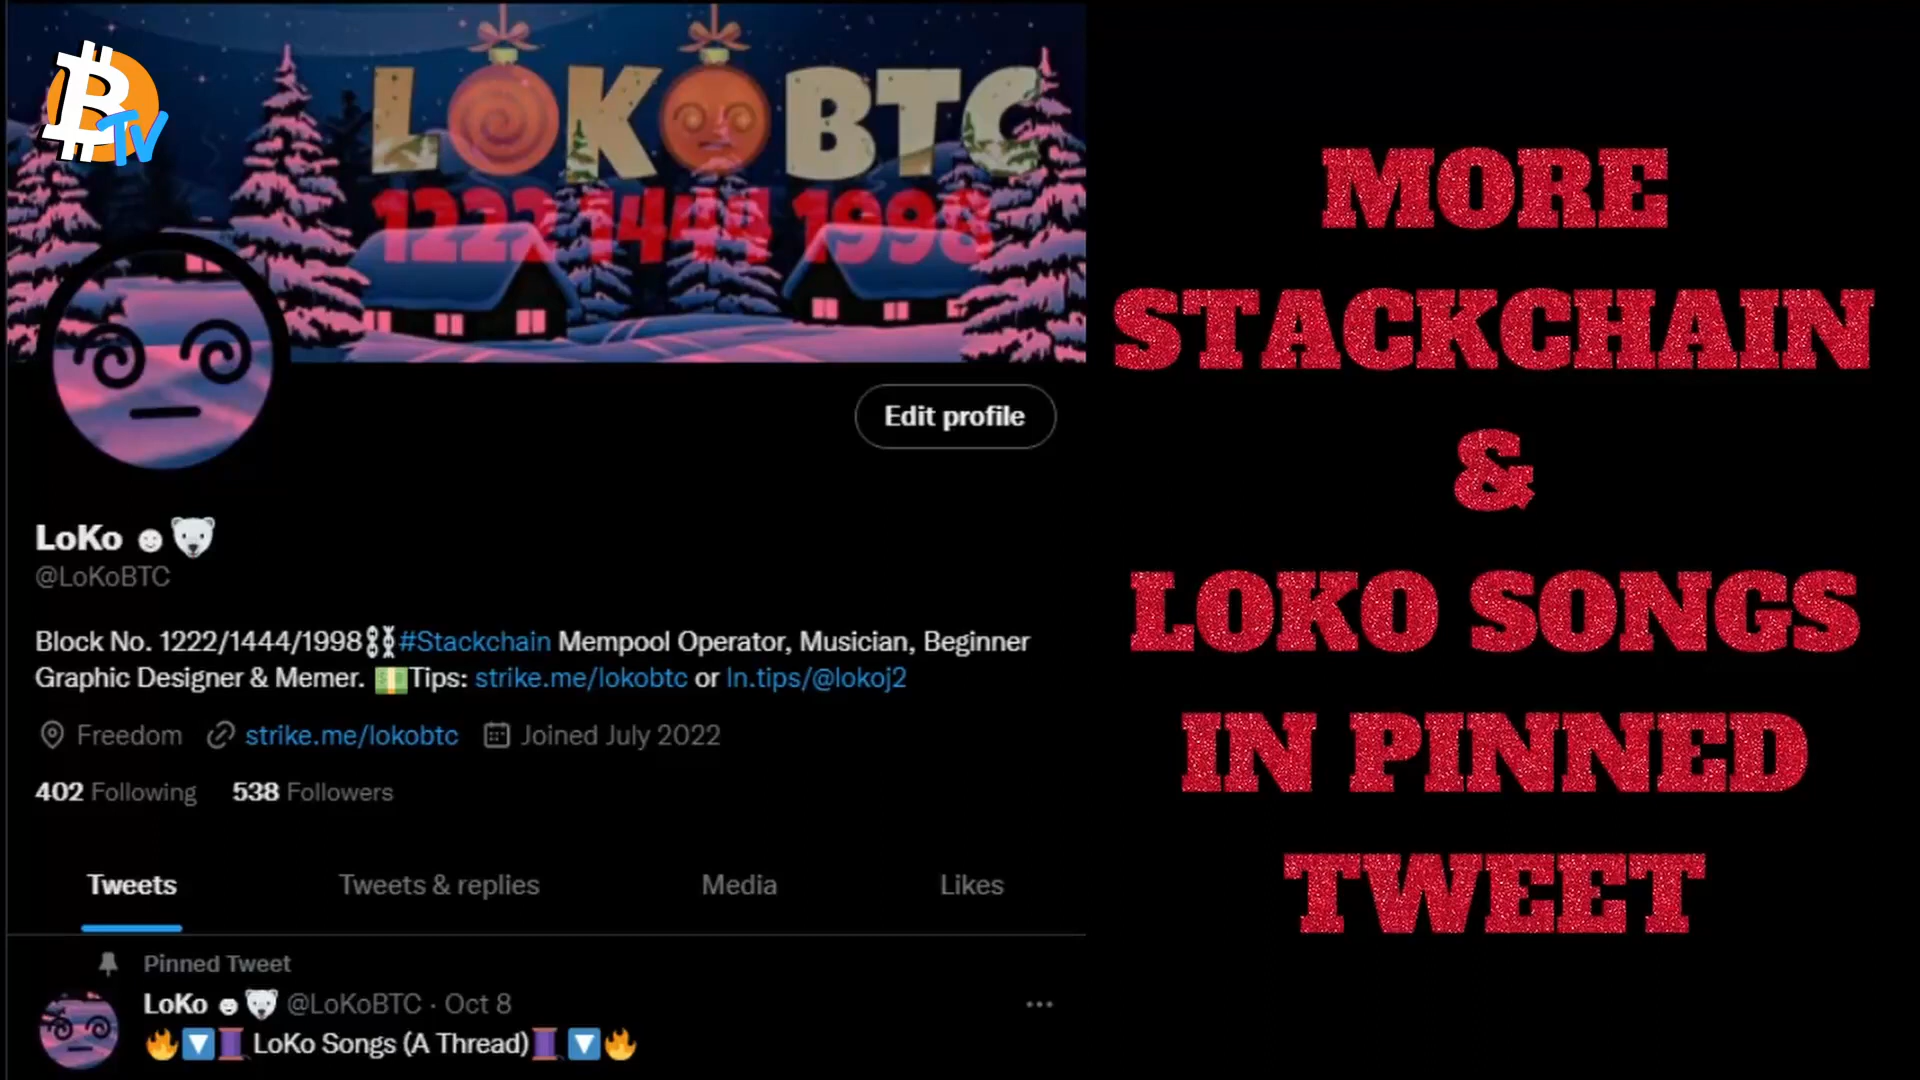 ₿TV
LOKO BTC
1222 1444 1998
Edit profile
LoKo ☻🐻‍❄️
@LoKoBTC
Block No. 1222/1444/1998⛓️#Stackchain Mempool Operator, Musician, Beginner
Graphic Designer & Memer. 💵Tips: strike.me/lokobtc or ln.tips/@lokoj2
Freedom strike.me/lokobtc Joined July 2022
402 Following 538 Followers
Tweets Tweets & replies Media Likes
Pinned Tweet
LoKo ☻🐻‍❄️ @LoKoBTC · Oct 8 ···
🔥🔽🧵 LoKo Songs (A Thread)🧵🔽🔥
MORE
STACKCHAIN
&
LOKO SONGS
IN PINNED
TWEET